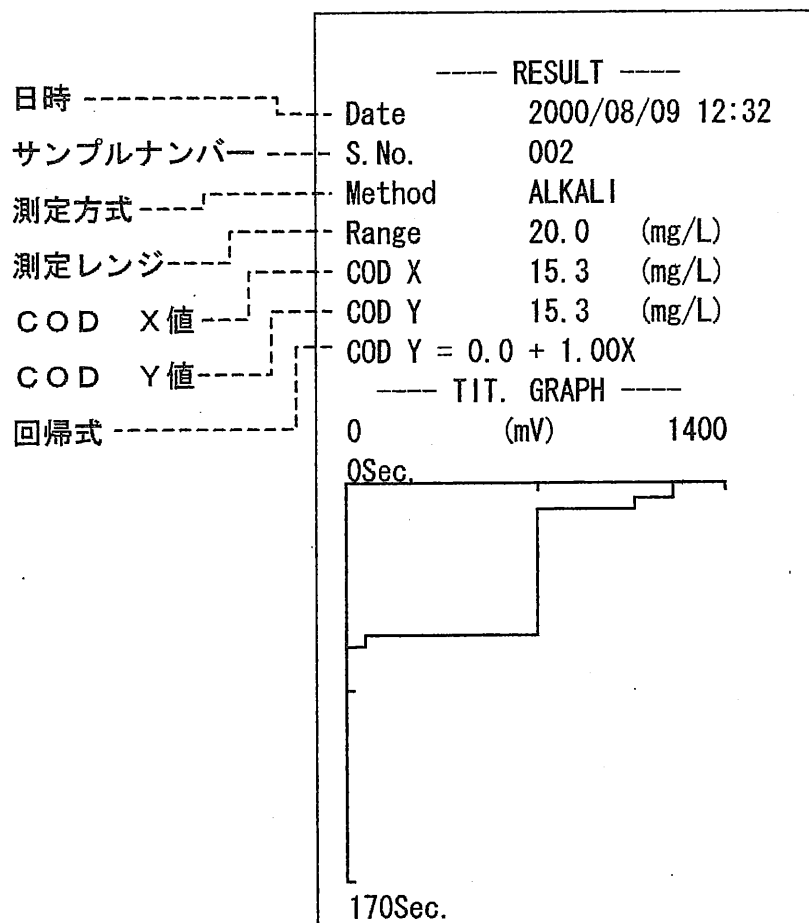 日時
サンプルナンバー
測定方式
測定レンジ
ＣＯＤ　Ｘ値
ＣＯＤ　Ｙ値
回帰式
---- RESULT ----
Date 2000/08/09 12:32
S.No. 002
Method ALKALI
Range 20.0 (mg/L)
COD X 15.3 (mg/L)
COD Y 15.3 (mg/L)
COD Y = 0.0 + 1.00X
---- TIT. GRAPH ----
0 (mV) 1400
0Sec.
170Sec.